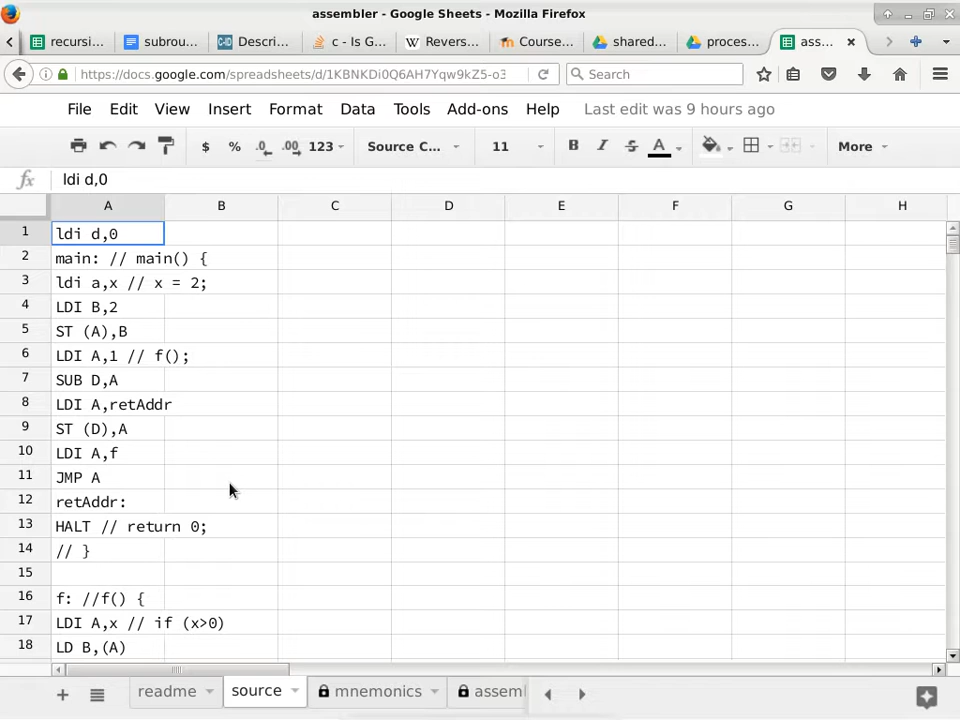 assembler - Google Sheets - Mozilla Firefox
recursi... subrou... Descri... c - Is G... Revers... Course... shared... proces... ass...
https://docs.google.com/spreadsheets/d/1KBNKDi0Q6AH7Yqw9kZ5-o3 Search
File Edit View Insert Format Data Tools Add-ons Help Last edit was 9 hours ago
$ % .0 .00 123 Source C... 11 B I S A More
fx ldi d,0
A B C D E F G H
1 ldi d,0
2 main: // main() {
3 ldi a,x // x = 2;
4 LDI B,2
5 ST (A),B
6 LDI A,1 // f();
7 SUB D,A
8 LDI A,retAddr
9 ST (D),A
10 LDI A,f
11 JMP A
12 retAddr:
13 HALT // return 0;
14 // }
15
16 f: //f() {
17 LDI A,x // if (x>0)
18 LD B,(A)
readme source mnemonics assem